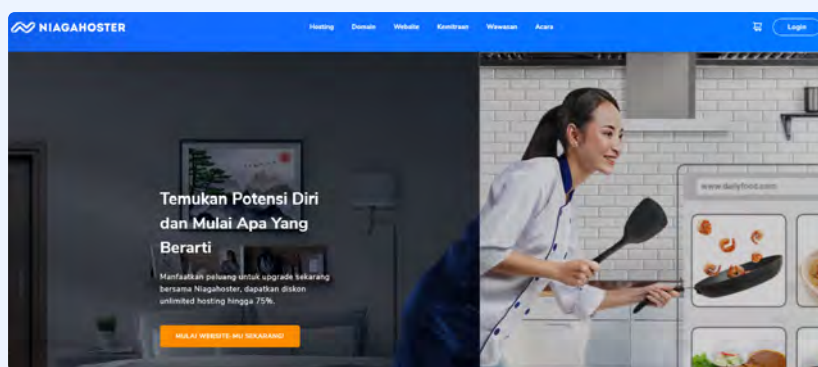 NIAGAHOSTER
Hosting Domain Website Kemitraan Wawasan Acara
Login
www.dailyfood.com
Temukan Potensi Diri
dan Mulai Apa Yang
Berarti
Manfaatkan peluang untuk upgrade sekarang
bersama Niagahoster, dapatkan diskon
unlimited hosting hingga 75%.
MULAI WEBSITE-MU SEKARANG!